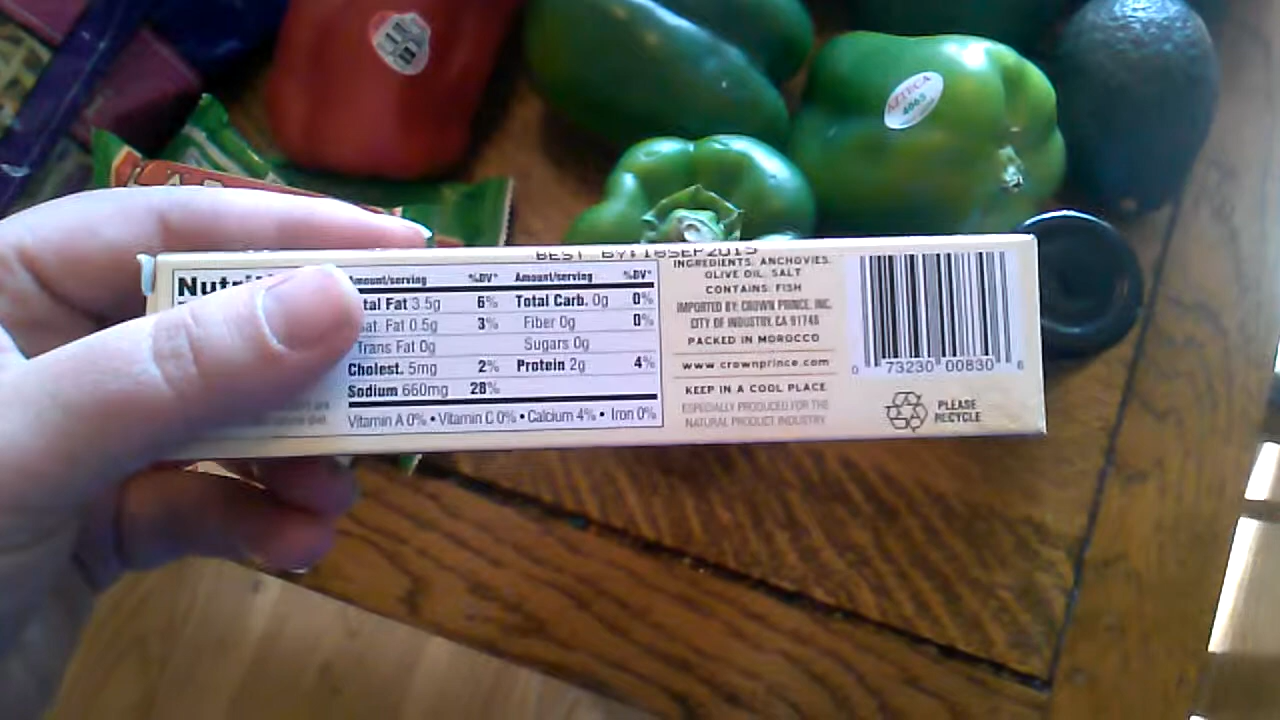 AZTECA
4065
LARA
BEST BY:18SEP2015
Nutri
Amount/serving %DV* Amount/serving %DV*
tal Fat 3.5g 6% Total Carb. 0g 0%
Sat. Fat 0.5g 3% Fiber 0g 0%
Trans Fat 0g Sugars 0g
Cholest. 5mg 2% Protein 2g 4%
Sodium 660mg 28%
Vitamin A 0% • Vitamin C 0% • Calcium 4% • Iron 0%
INGREDIENTS: ANCHOVIES,
OLIVE OIL, SALT
CONTAINS: FISH
IMPORTED BY: CROWN PRINCE, INC.
CITY OF INDUSTRY, CA 91748
PACKED IN MOROCCO
www.crownprince.com
KEEP IN A COOL PLACE
ESPECIALLY PRODUCED FOR THE
NATURAL PRODUCT INDUSTRY
0 73230 00830 6
PLEASE
RECYCLE